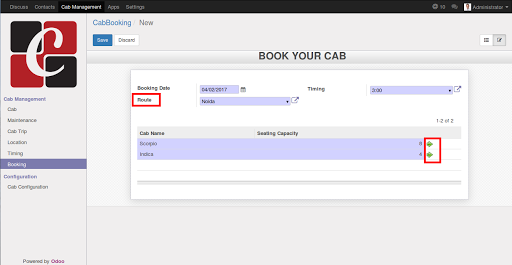 Discuss Contacts Cab Management Apps Settings 16 Administrator
CabBooking New
Save Discard
BOOK YOUR CAB
Booking Date 04/02/2017 Timing 2:00
Route Noida
1-2 of 2
Cab Name Seating Capacity
Scorpio 8
Indica 4
C
Cab Management
Cab
Maintenance
Cab Trip
Location
Timing
Booking
Configuration
Cab Configuration
Powered by Odoo